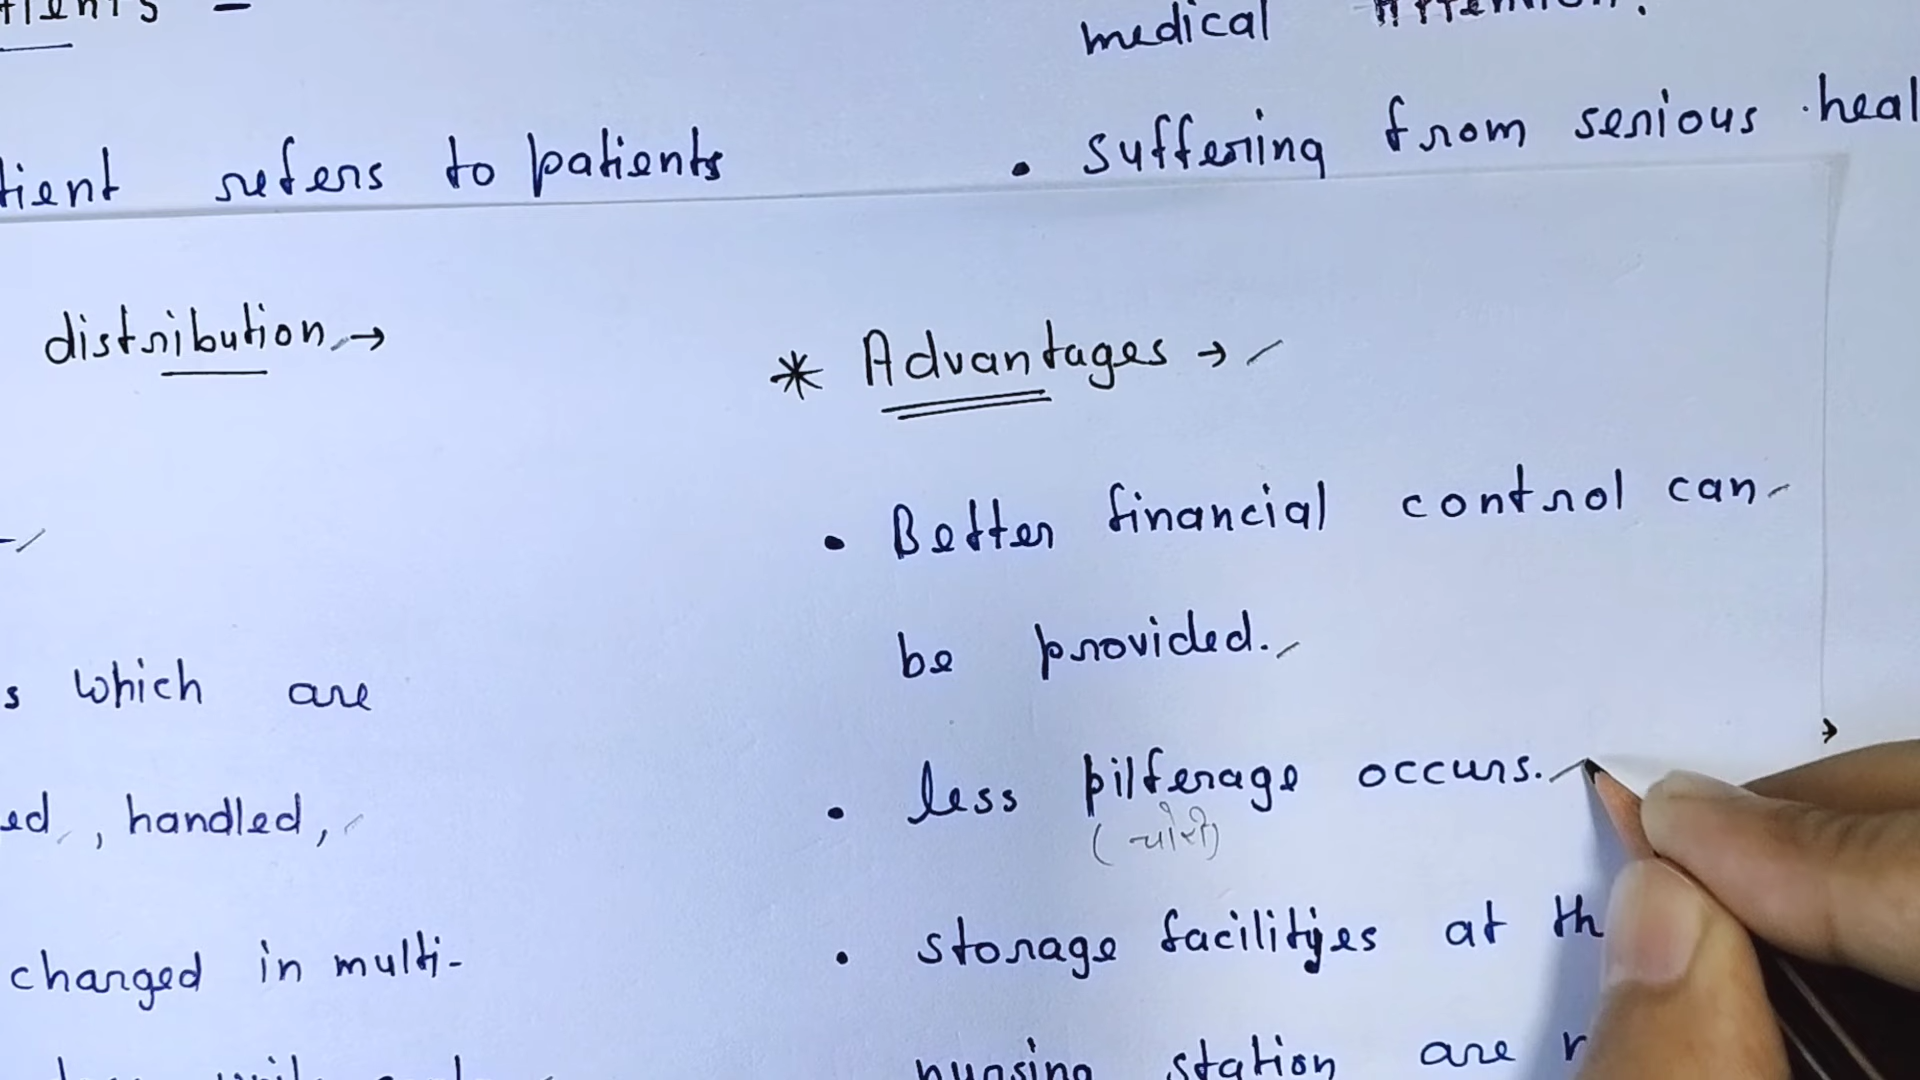 medical
tient refers to patients
• suffering from serious heal
distribution →
* Advantages →
• Better financial control can
be provided.
s which are
• less pilferage occurs.
(चोरी)
ed, handled,
• storage facilities at th
changed in multi-
nursing station are